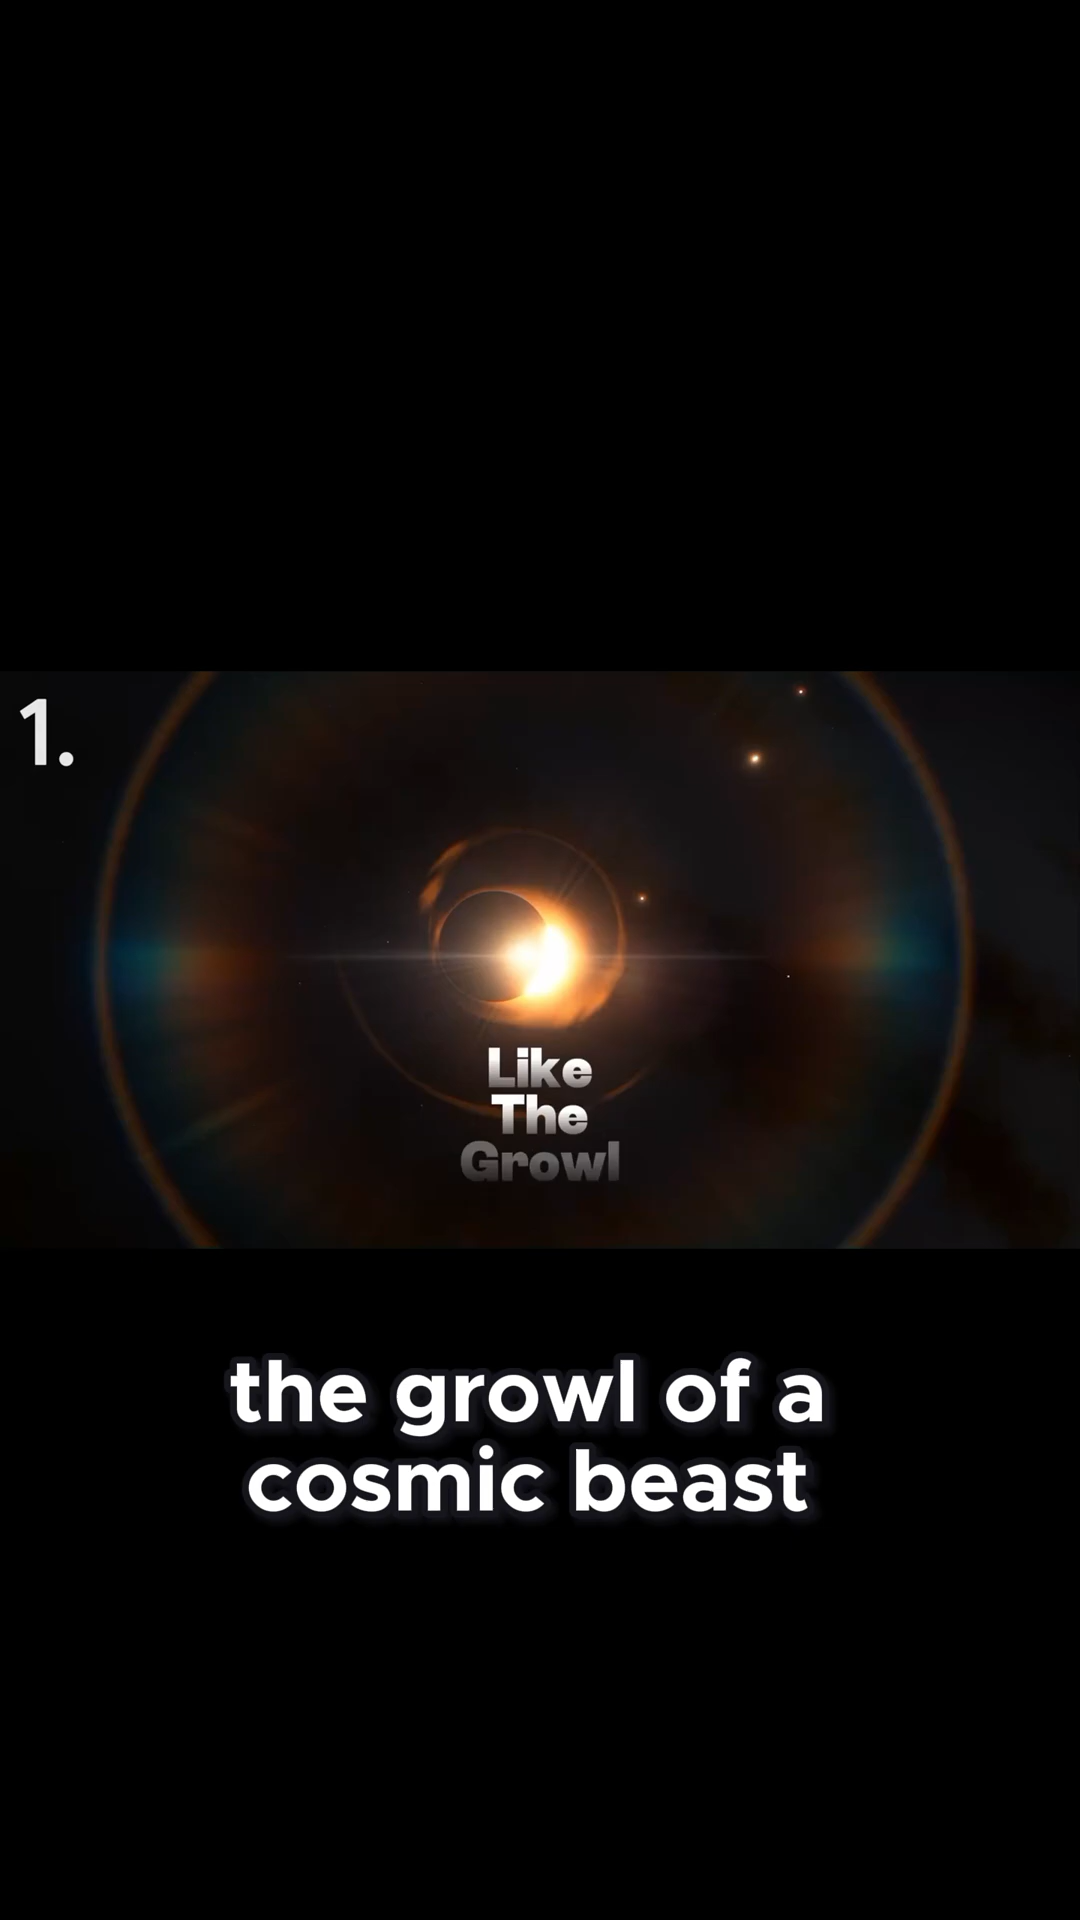 1.
Like
The
Growl
the growl of a
cosmic beast